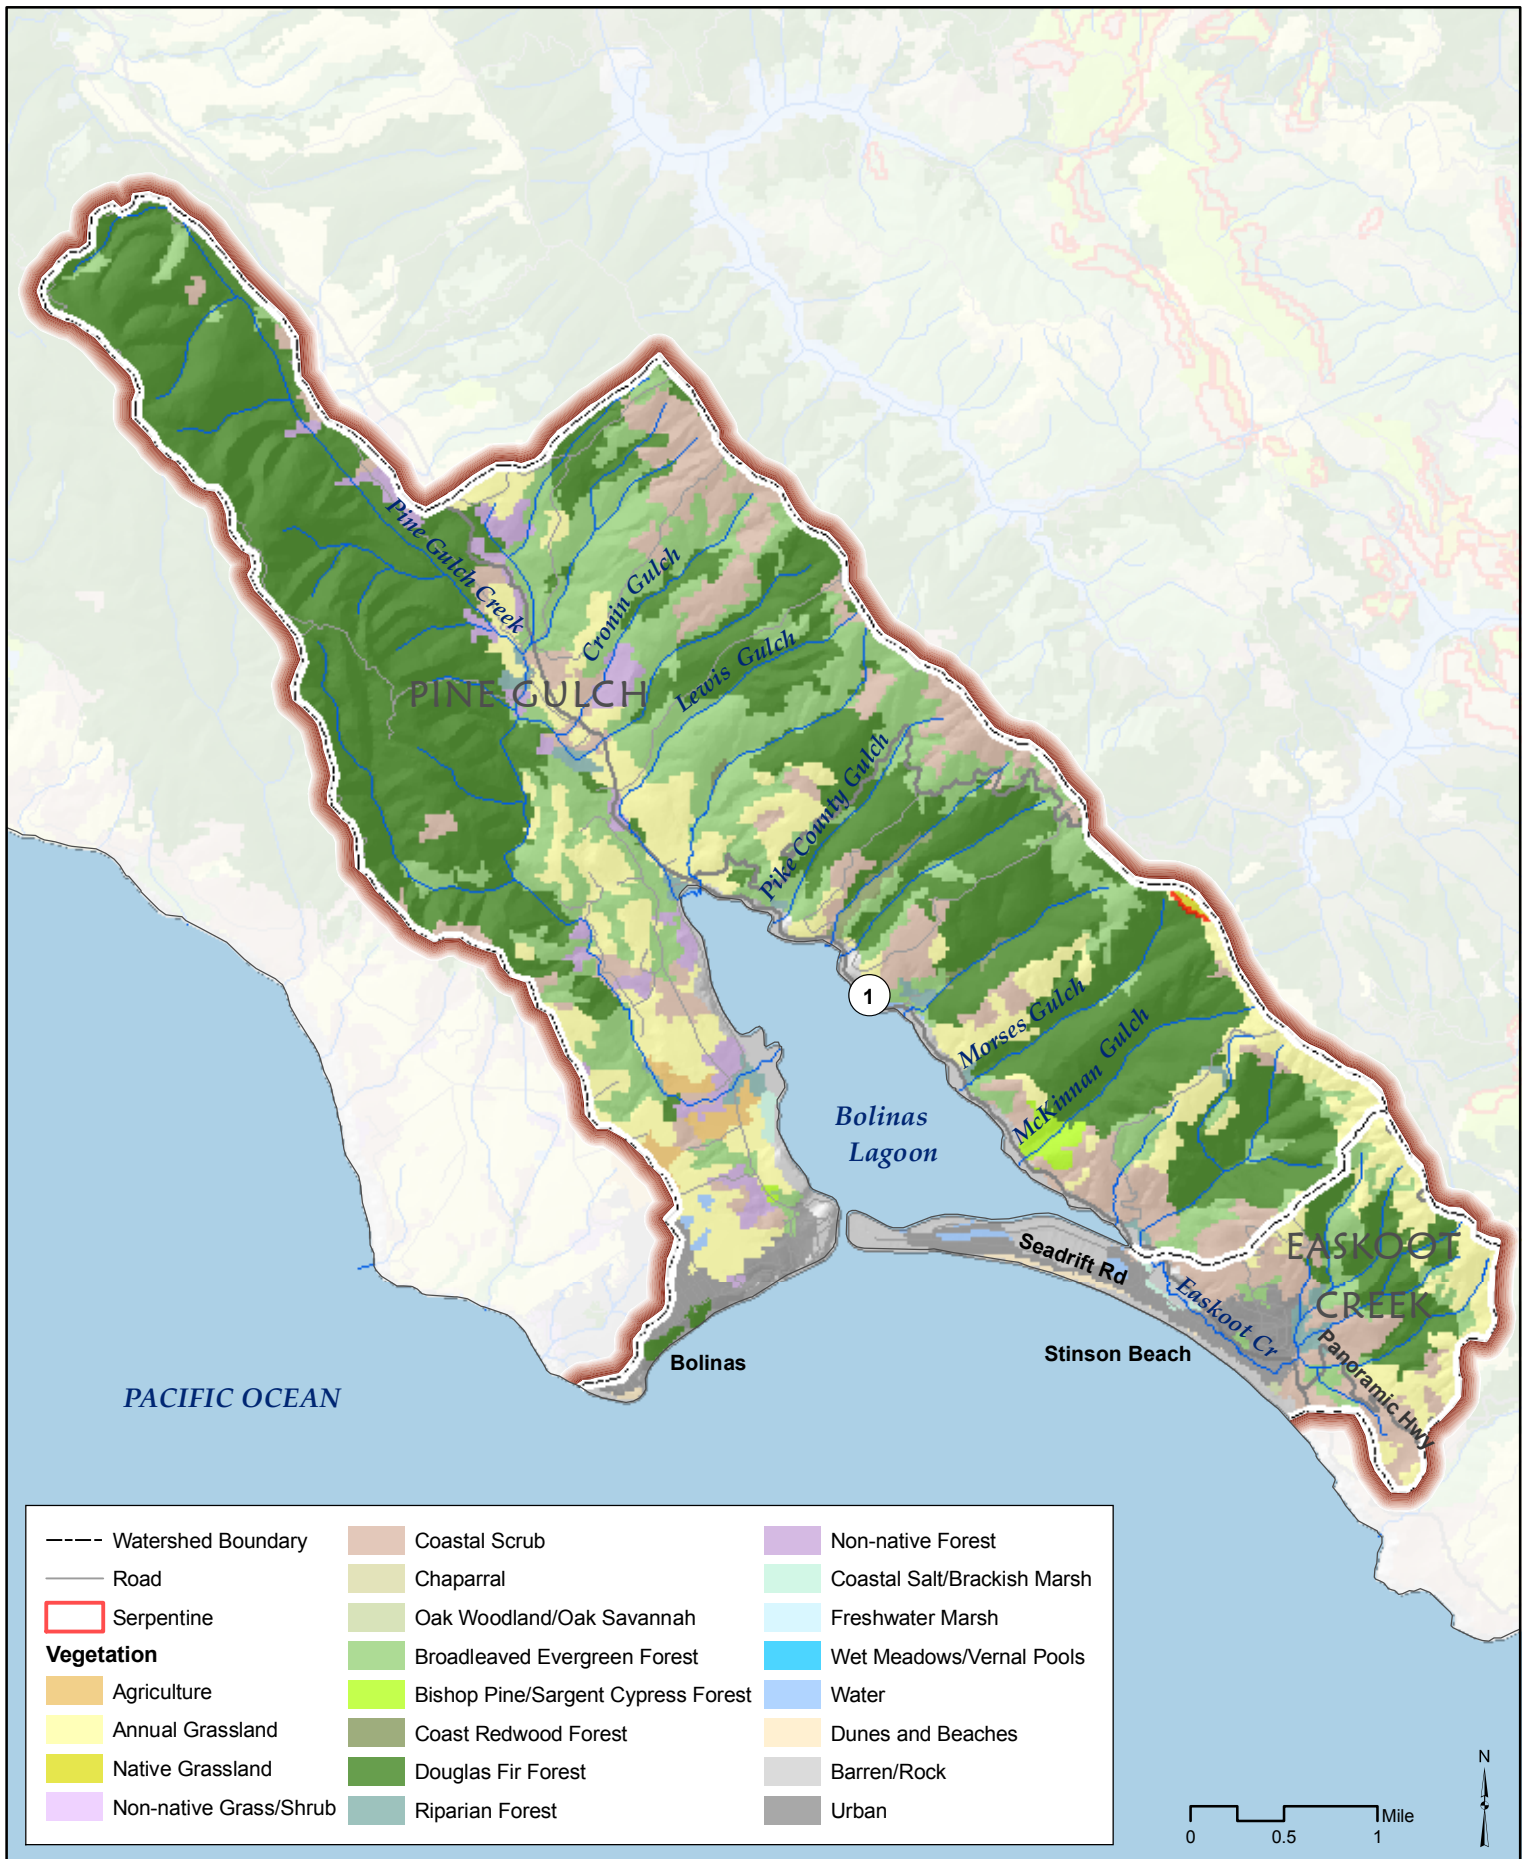 Pine Gulch Creek
Cronin Gulch
Lewis Gulch
PINE GULCH
Pike County Gulch
1
Morses Gulch
McKinnan Gulch
Bolinas
Lagoon
EASKOOT
CREEK
Seadrift Rd
Easkoot Cr
Panoramic Hwy
Stinson Beach
Bolinas
PACIFIC OCEAN
Watershed Boundary
Road
Serpentine
Vegetation
Agriculture
Annual Grassland
Native Grassland
Non-native Grass/Shrub
Coastal Scrub
Chaparral
Oak Woodland/Oak Savannah
Broadleaved Evergreen Forest
Bishop Pine/Sargent Cypress Forest
Coast Redwood Forest
Douglas Fir Forest
Riparian Forest
Non-native Forest
Coastal Salt/Brackish Marsh
Freshwater Marsh
Wet Meadows/Vernal Pools
Water
Dunes and Beaches
Barren/Rock
Urban
N
Mile
0 0.5 1